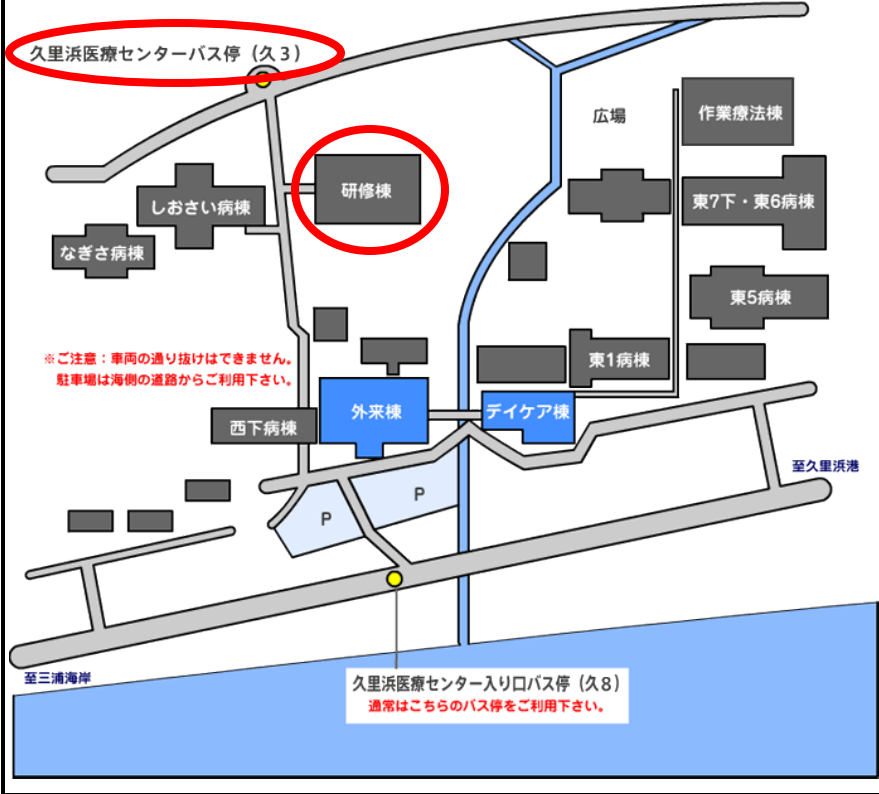 久里浜医療センターバス停（久３）
広場
作業療法棟
研修棟
しおさい病棟
東7下・東6病棟
なぎさ病棟
東5病棟
※ご注意：車両の通り抜けはできません。
駐車場は海側の道路からご利用下さい。
東1病棟
外来棟
デイケア棟
西下病棟
至久里浜港
P
P
至三浦海岸
久里浜医療センター入り口バス停（久８）
通常はこちらのバス停をご利用下さい。